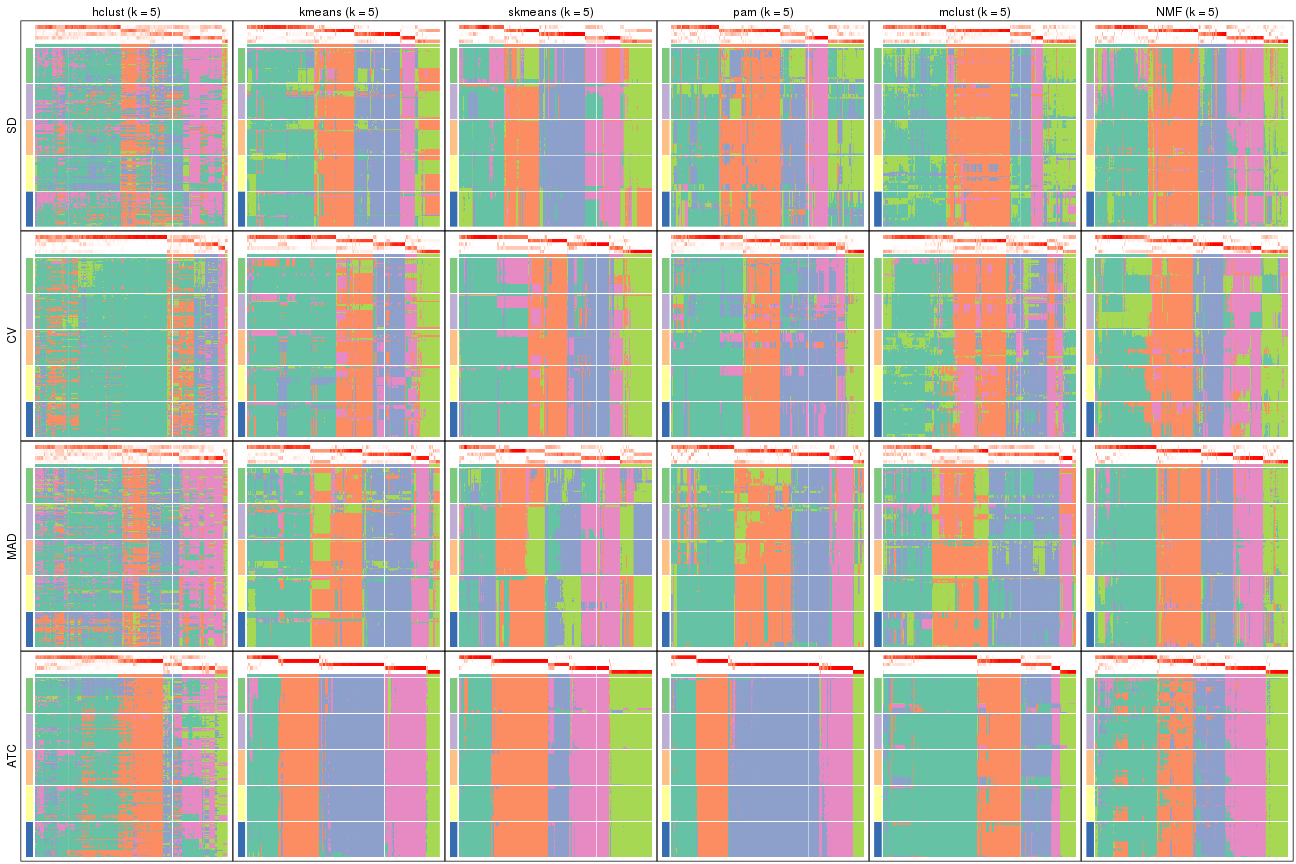 hclust (k = 5) kmeans (k = 5) skmeans (k = 5) pam (k = 5) mclust (k = 5) NMF (k = 5)
SD
CV
MAD
ATC